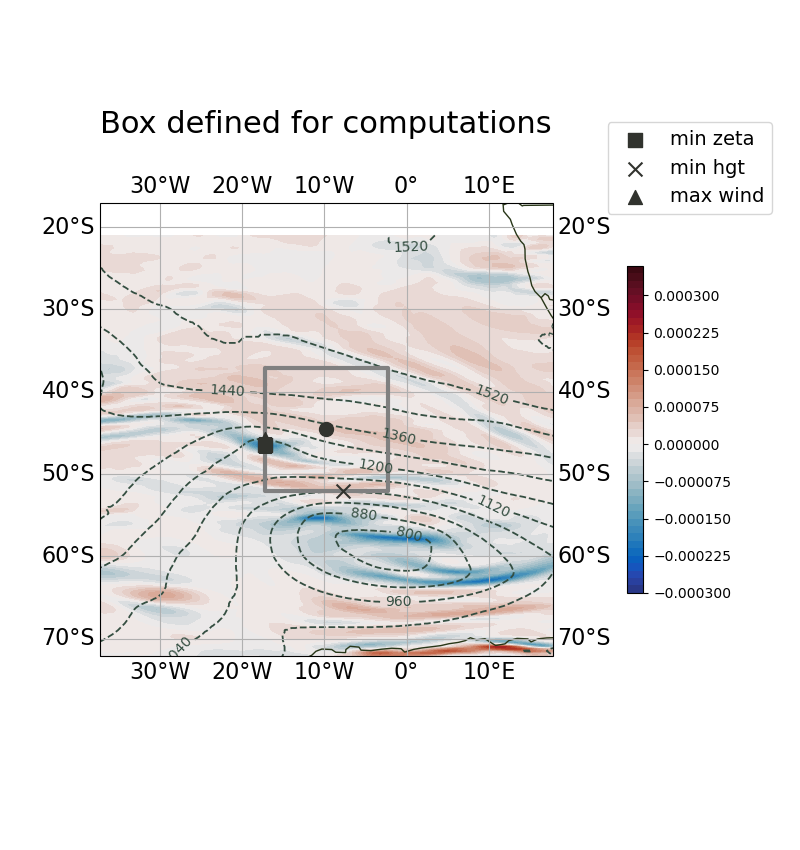 Box defined for computations
min zeta
min hgt
max wind
30°W 20°W 10°W 0° 10°E
20°S 20°S
1520
30°S 30°S
40°S 40°S
1440
1520
1360
1200
50°S 50°S
1120
880
800
60°S 60°S
960
70°S 70°S
040
30°W 20°W 10°W 0° 10°E
0.000300
0.000225
0.000150
0.000075
0.000000
−0.000075
−0.000150
−0.000225
−0.000300